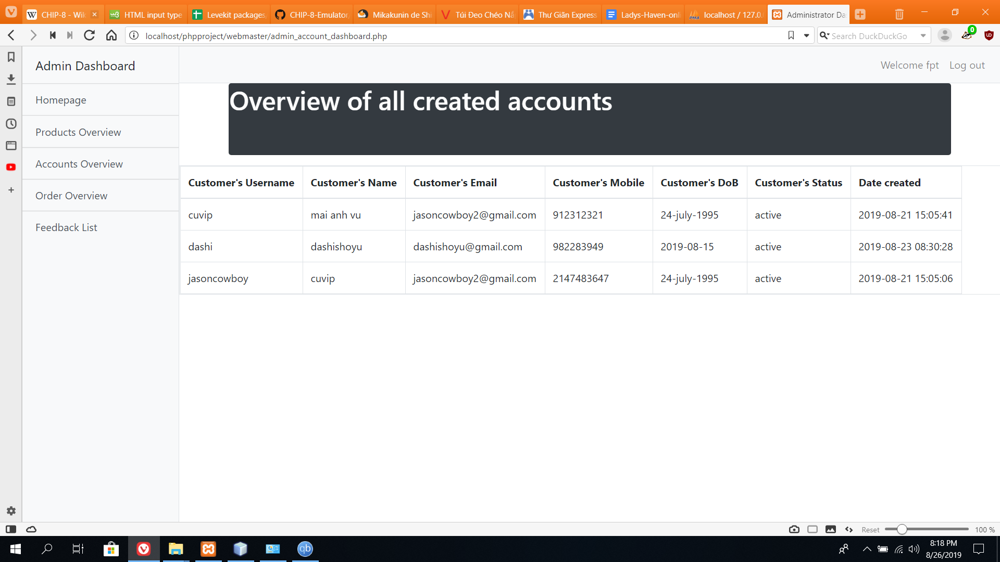 CHIP-8 - Wik
HTML input type
Levekit packages,
CHIP-8-Emulator,
Mikakunin de Shi
Túi Đeo Chéo Nắ
Thư Giãn Express
Ladys-Haven-onl
localhost / 127.0.
Administrator Da
localhost/phpproject/webmaster/admin_account_dashboard.php
Search DuckDuckGo
0
Admin Dashboard
Welcome fpt Log out
Homepage
Products Overview
Accounts Overview
Order Overview
Feedback List
Overview of all created accounts
Customer's Username Customer's Name Customer's Email Customer's Mobile Customer's DoB Customer's Status Date created
cuvip mai anh vu jasoncowboy2@gmail.com 912312321 24-july-1995 active 2019-08-21 15:05:41
dashi dashishoyu dashishoyu@gmail.com 982283949 2019-08-15 active 2019-08-23 08:30:28
jasoncowboy cuvip jasoncowboy2@gmail.com 2147483647 24-july-1995 active 2019-08-21 15:05:06
Reset 100 %
qb
8:18 PM
8/26/2019